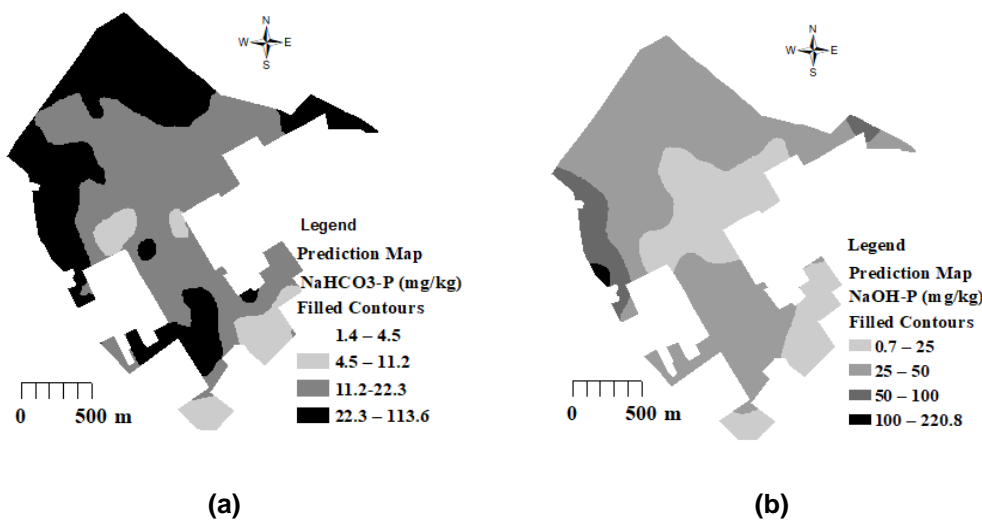 N
W E
S
Legend
Prediction Map
NaHCO3-P (mg/kg)
Filled Contours
1.4 – 4.5
4.5 – 11.2
11.2-22.3
22.3 – 113.6
0 500 m
(a)
N
W E
S
Legend
Prediction Map
NaOH-P (mg/kg)
Filled Contours
0.7 – 25
25 – 50
50 – 100
100 – 220.8
0 500 m
(b)